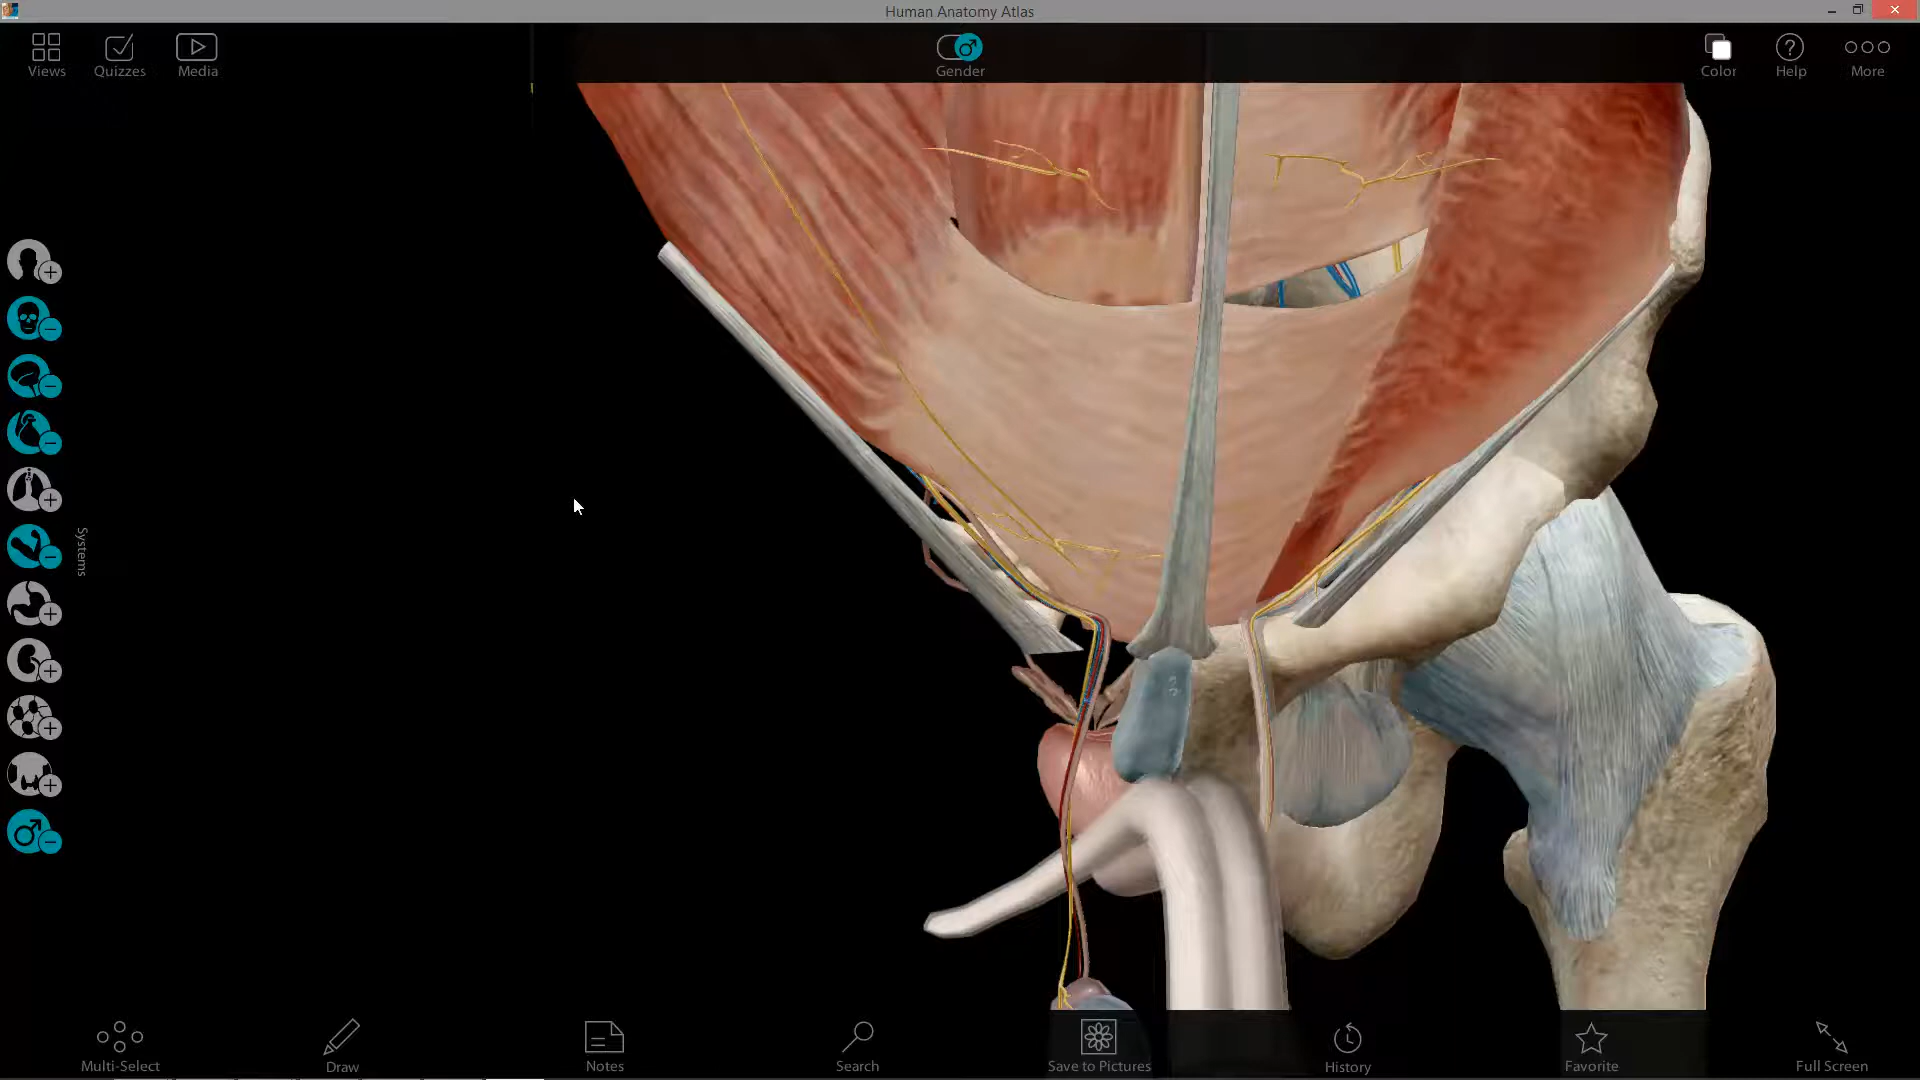 Human Anatomy Atlas
Views
Quizzes
Media
Gender
Color
Help
More
Systems
Multi-Select
Draw
Notes
Search
Save to Pictures
History
Favorite
Full Screen